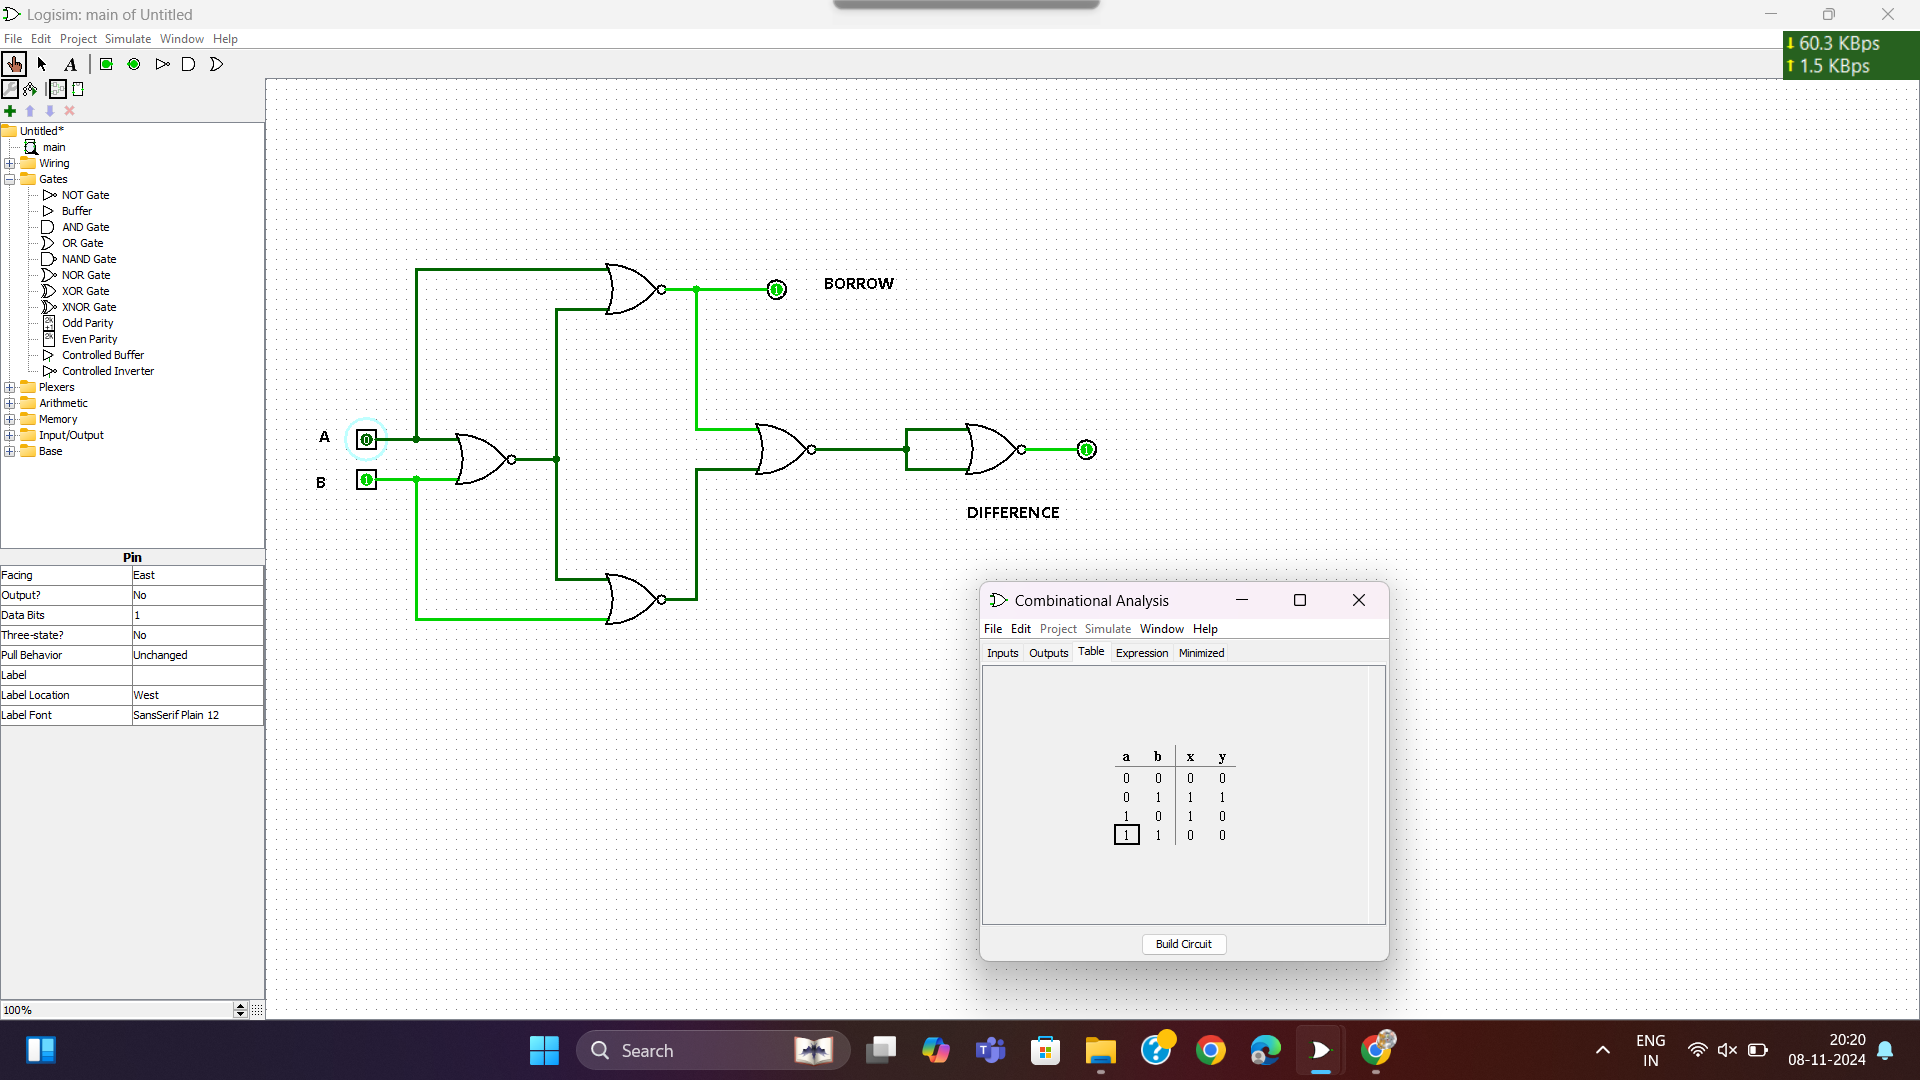 Logisim: main of Untitled
File Edit Project Simulate Window Help
60.3 KBps
1.5 KBps
A
Untitled*
main
Wiring
Gates
NOT Gate
Buffer
AND Gate
OR Gate
NAND Gate
NOR Gate
XOR Gate
XNOR Gate
Odd Parity
Even Parity
Controlled Buffer
Controlled Inverter
Plexers
Arithmetic
Memory
Input/Output
Base
Pin
Facing East
Output? No
Data Bits 1
Three-state? No
Pull Behavior Unchanged
Label
Label Location West
Label Font SansSerif Plain 12
100%
BORROW
1
A 0
B 1
1
DIFFERENCE
Combinational Analysis
File Edit Project Simulate Window Help
Inputs Outputs Table Expression Minimized
a b x y
0 0 0 0
0 1 1 1
1 0 1 0
1 1 0 0
Build Circuit
Search
ENG
IN
20:20
08-11-2024